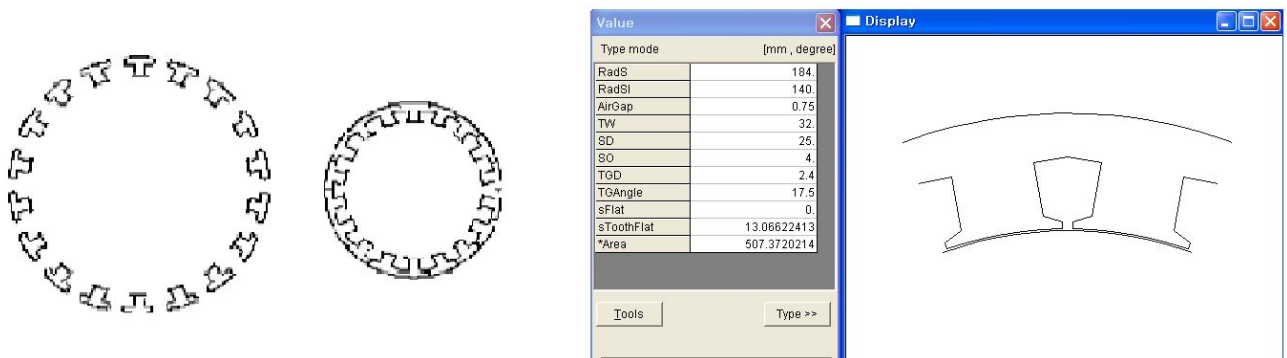 Value
Display
Type mode [mm , degree]
RadS 184.
RadSI 140.
AirGap 0.75
TW 32.
SD 25.
SO 4.
TGD 2.4
TGAngle 17.5
sFlat 0.
sToothFlat 13.06622413
*Area 507.3720214
Tools Type >>